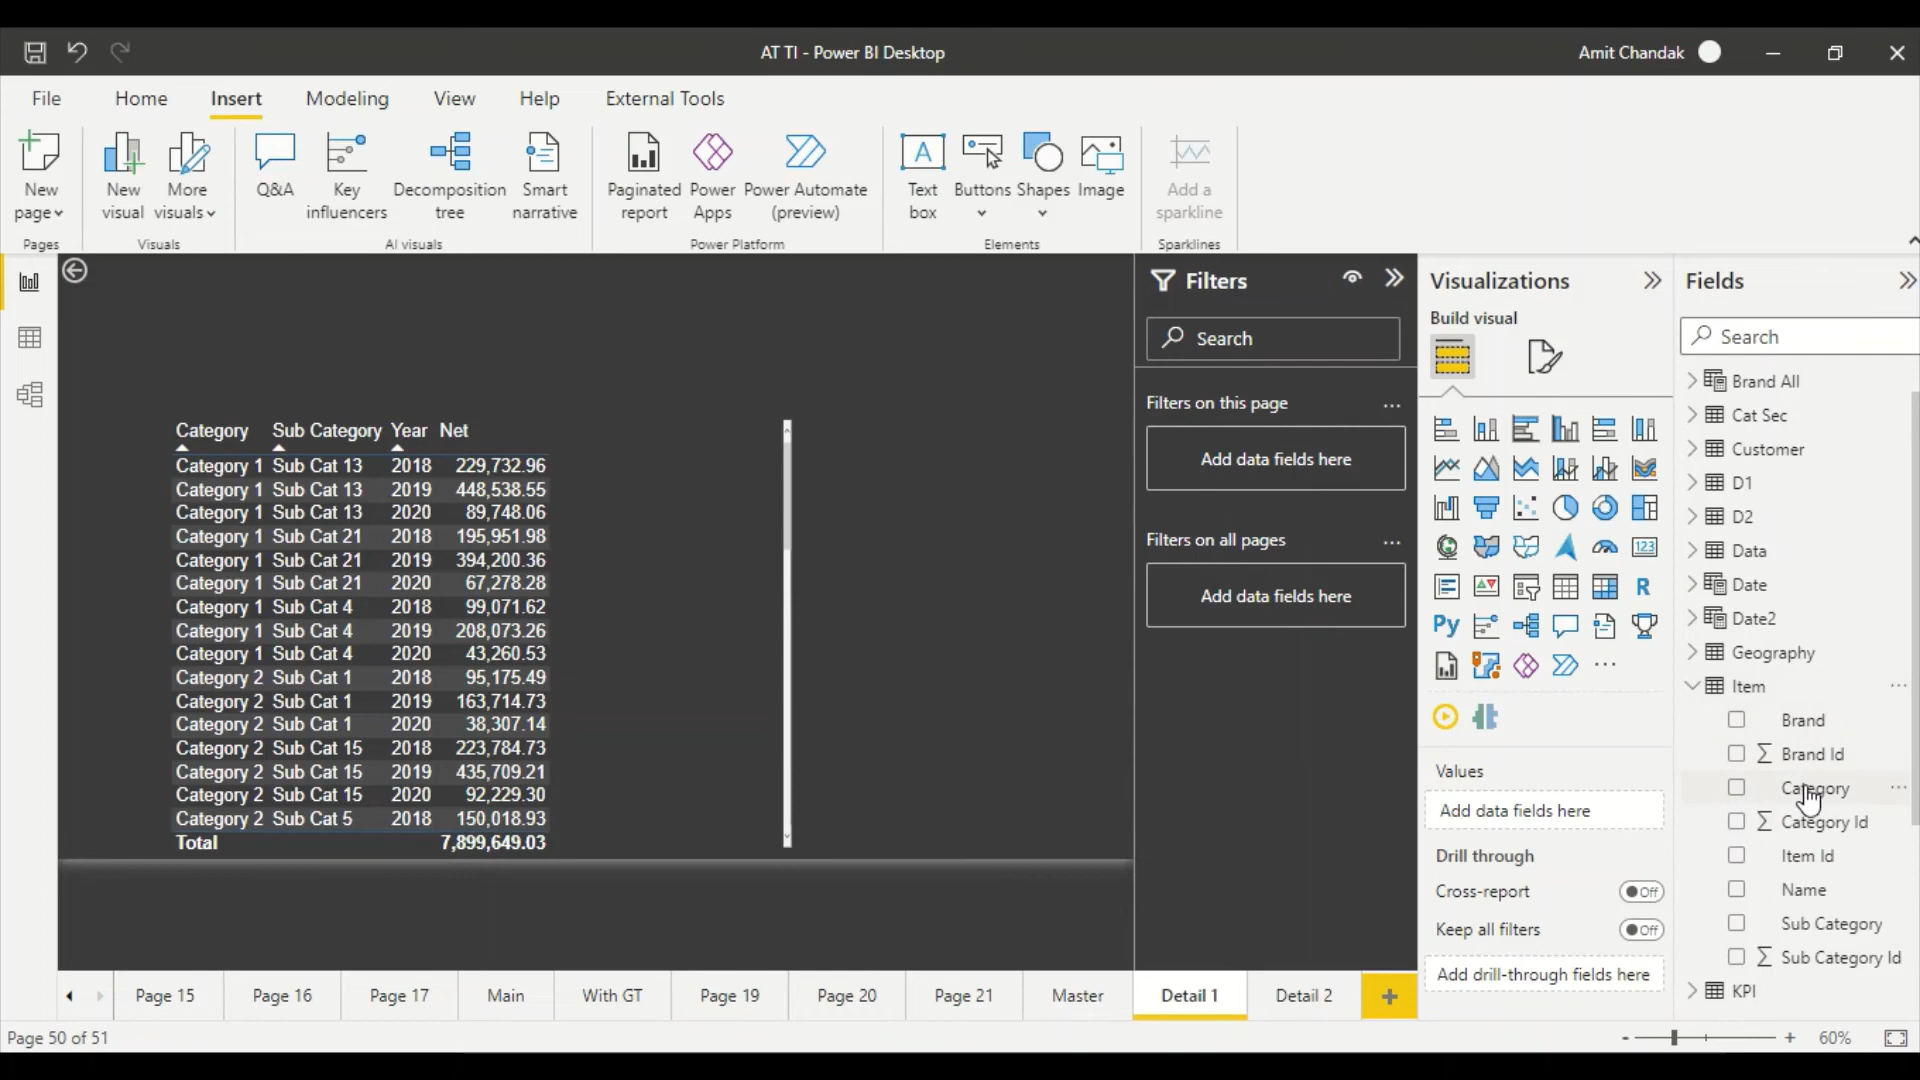 AT TI - Power BI Desktop
Amit Chandak
File Home Insert Modeling View Help External Tools
New page
New visual
More visuals
Q&A
Key influencers
Decomposition tree
Smart narrative
Paginated report
Power Apps
Power Automate (preview)
Text box
Buttons
Shapes
Image
Add a sparkline
Pages
Visuals
AI visuals
Power Platform
Elements
Sparklines
Category Sub Category Year Net
Category 1 Sub Cat 13 2018 229,732.96
Category 1 Sub Cat 13 2019 448,538.55
Category 1 Sub Cat 13 2020 89,748.06
Category 1 Sub Cat 21 2018 195,951.98
Category 1 Sub Cat 21 2019 394,200.36
Category 1 Sub Cat 21 2020 67,278.28
Category 1 Sub Cat 4 2018 99,071.62
Category 1 Sub Cat 4 2019 208,073.26
Category 1 Sub Cat 4 2020 43,260.53
Category 2 Sub Cat 1 2018 95,175.49
Category 2 Sub Cat 1 2019 163,714.73
Category 2 Sub Cat 1 2020 38,307.14
Category 2 Sub Cat 15 2018 223,784.73
Category 2 Sub Cat 15 2019 435,709.21
Category 2 Sub Cat 15 2020 92,229.30
Category 2 Sub Cat 5 2018 150,018.93
Total 7,899,649.03
Filters
Search
Filters on this page ...
Add data fields here
Filters on all pages ...
Add data fields here
Visualizations
Build visual
123
R
Py
...
Values
Add data fields here
Drill through
Cross-report Off
Keep all filters Off
Add drill-through fields here
Fields
Search
Brand All
Cat Sec
Customer
D1
D2
Data
Date
Date2
Geography
Item ...
Brand
∑ Brand Id
Category ...
∑ Category Id
Item Id
Name
Sub Category
∑ Sub Category Id
KPI
Page 15 Page 16 Page 17 Main With GT Page 19 Page 20 Page 21 Master Detail 1 Detail 2 +
Page 50 of 51
- + 60%